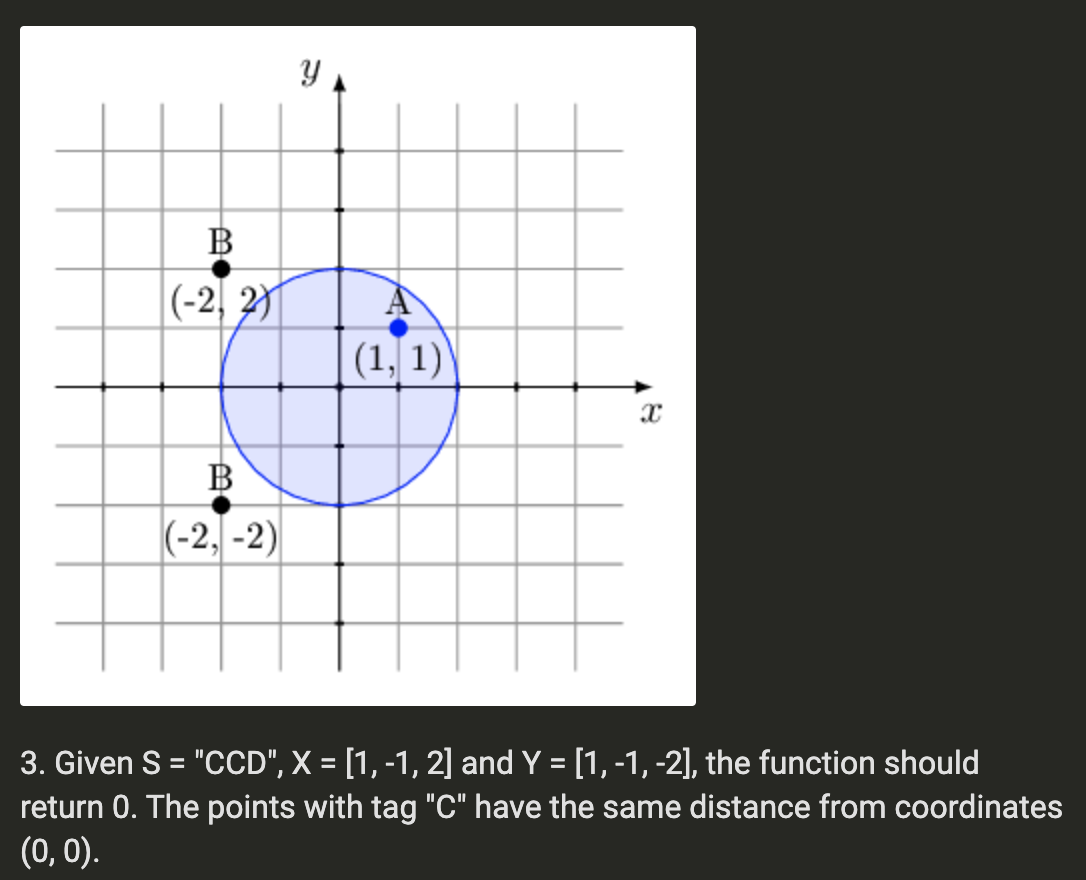 y
B
(-2, 2)
A
(1, 1)
x
B
(-2, -2)
3. Given S = "CCD", X = [1, -1, 2] and Y = [1, -1, -2], the function should
return 0. The points with tag "C" have the same distance from coordinates
(0, 0).